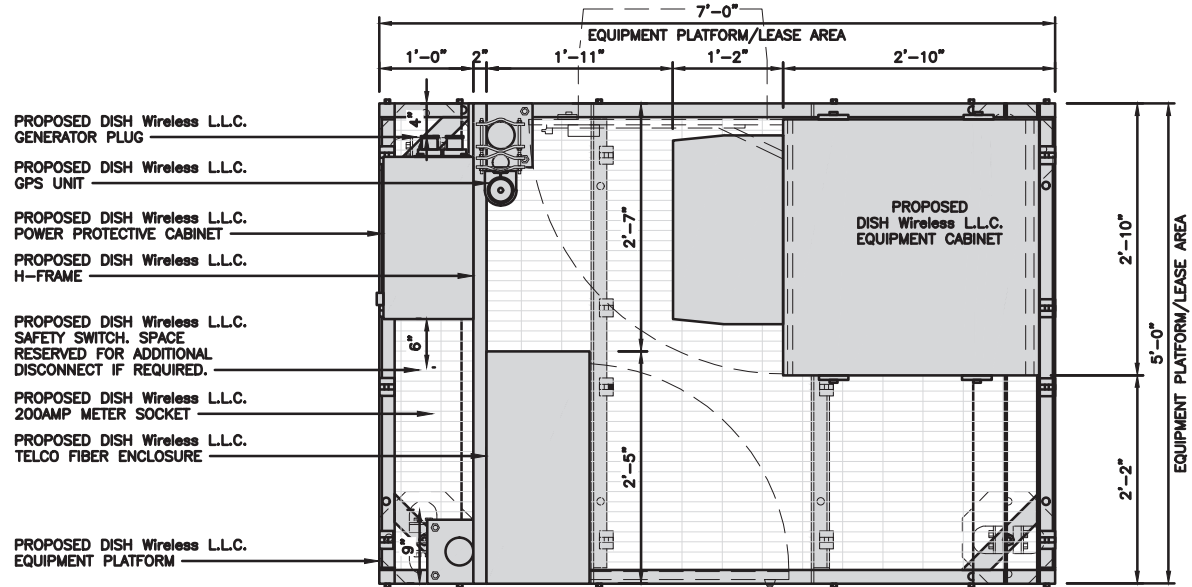 7'-0"
EQUIPMENT PLATFORM/LEASE AREA
1'-0"
2"
1'-11"
1'-2"
2'-10"
PROPOSED DISH Wireless L.L.C.
GENERATOR PLUG
PROPOSED DISH Wireless L.L.C.
GPS UNIT
PROPOSED DISH Wireless L.L.C.
POWER PROTECTIVE CABINET
PROPOSED DISH Wireless L.L.C.
H-FRAME
PROPOSED DISH Wireless L.L.C.
SAFETY SWITCH. SPACE
RESERVED FOR ADDITIONAL
DISCONNECT IF REQUIRED.
PROPOSED DISH Wireless L.L.C.
200AMP METER SOCKET
PROPOSED DISH Wireless L.L.C.
TELCO FIBER ENCLOSURE
PROPOSED DISH Wireless L.L.C.
EQUIPMENT PLATFORM
4"
6"
9"
2'-7"
2'-5"
PROPOSED
DISH Wireless L.L.C.
EQUIPMENT CABINET
2'-10"
2'-2"
5'-0"
EQUIPMENT PLATFORM/LEASE AREA